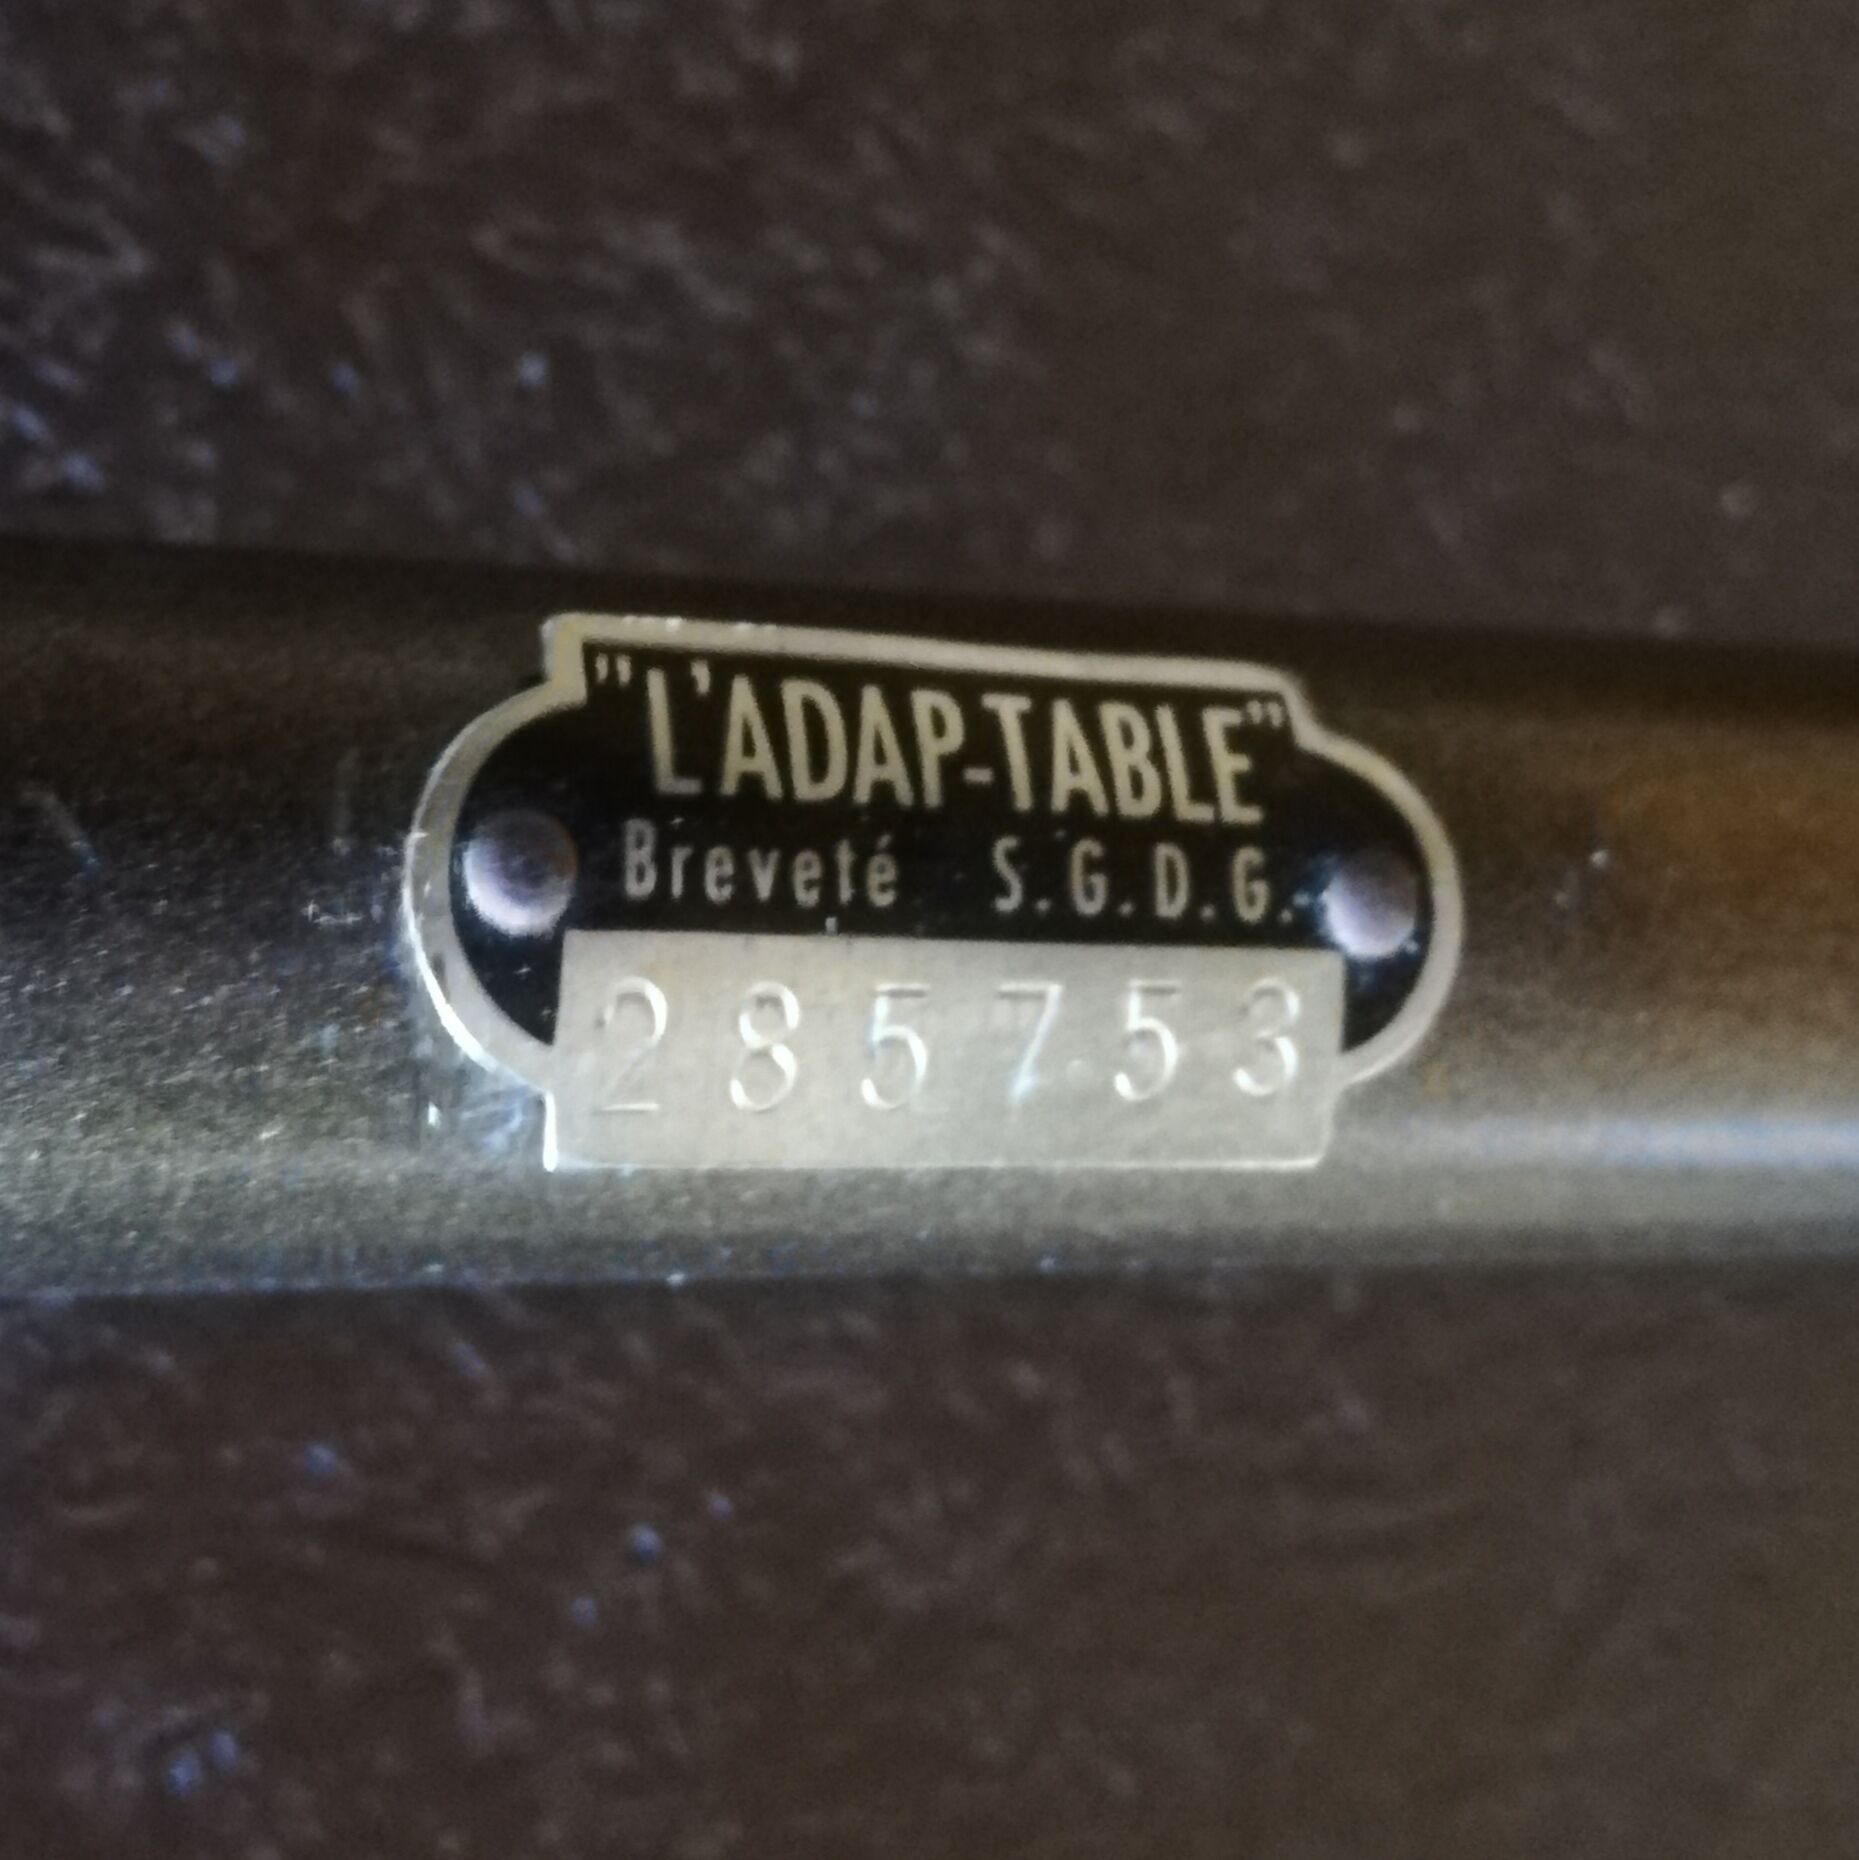 "L'ADAP-TABLE"
Breveté S.G.D.G.
285753